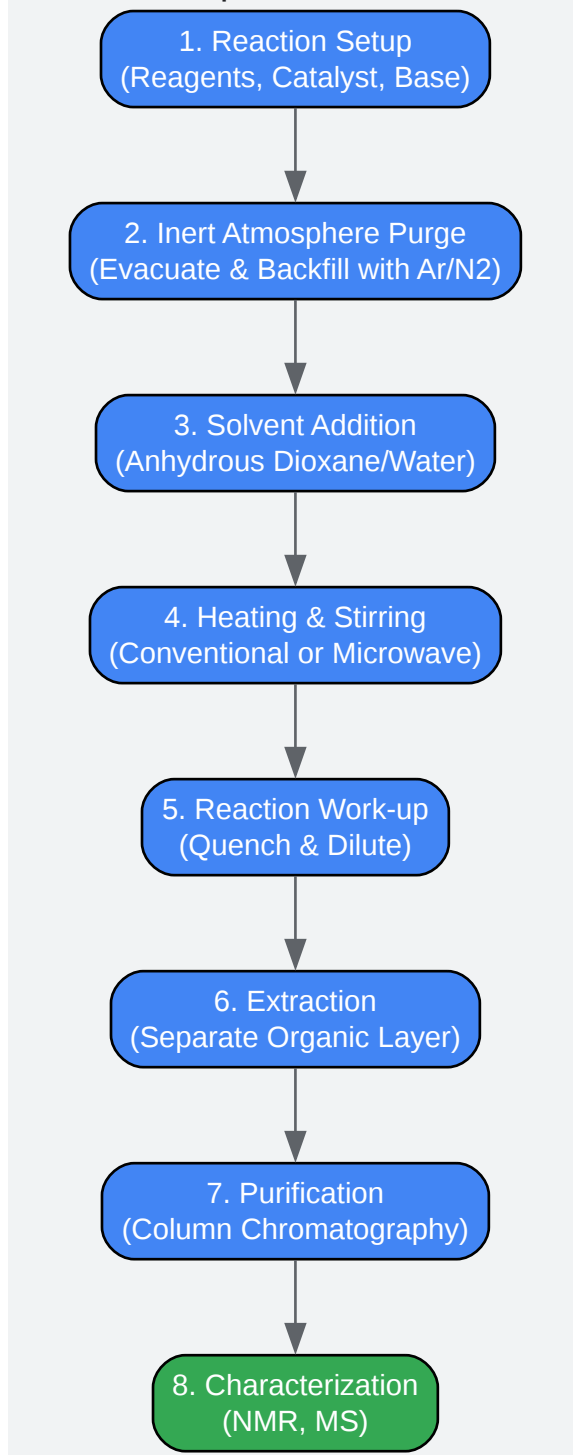 1. Reaction Setup
(Reagents, Catalyst, Base)
2. Inert Atmosphere Purge
(Evacuate & Backfill with Ar/N2)
3. Solvent Addition
(Anhydrous Dioxane/Water)
4. Heating & Stirring
(Conventional or Microwave)
5. Reaction Work-up
(Quench & Dilute)
6. Extraction
(Separate Organic Layer)
7. Purification
(Column Chromatography)
8. Characterization
(NMR, MS)